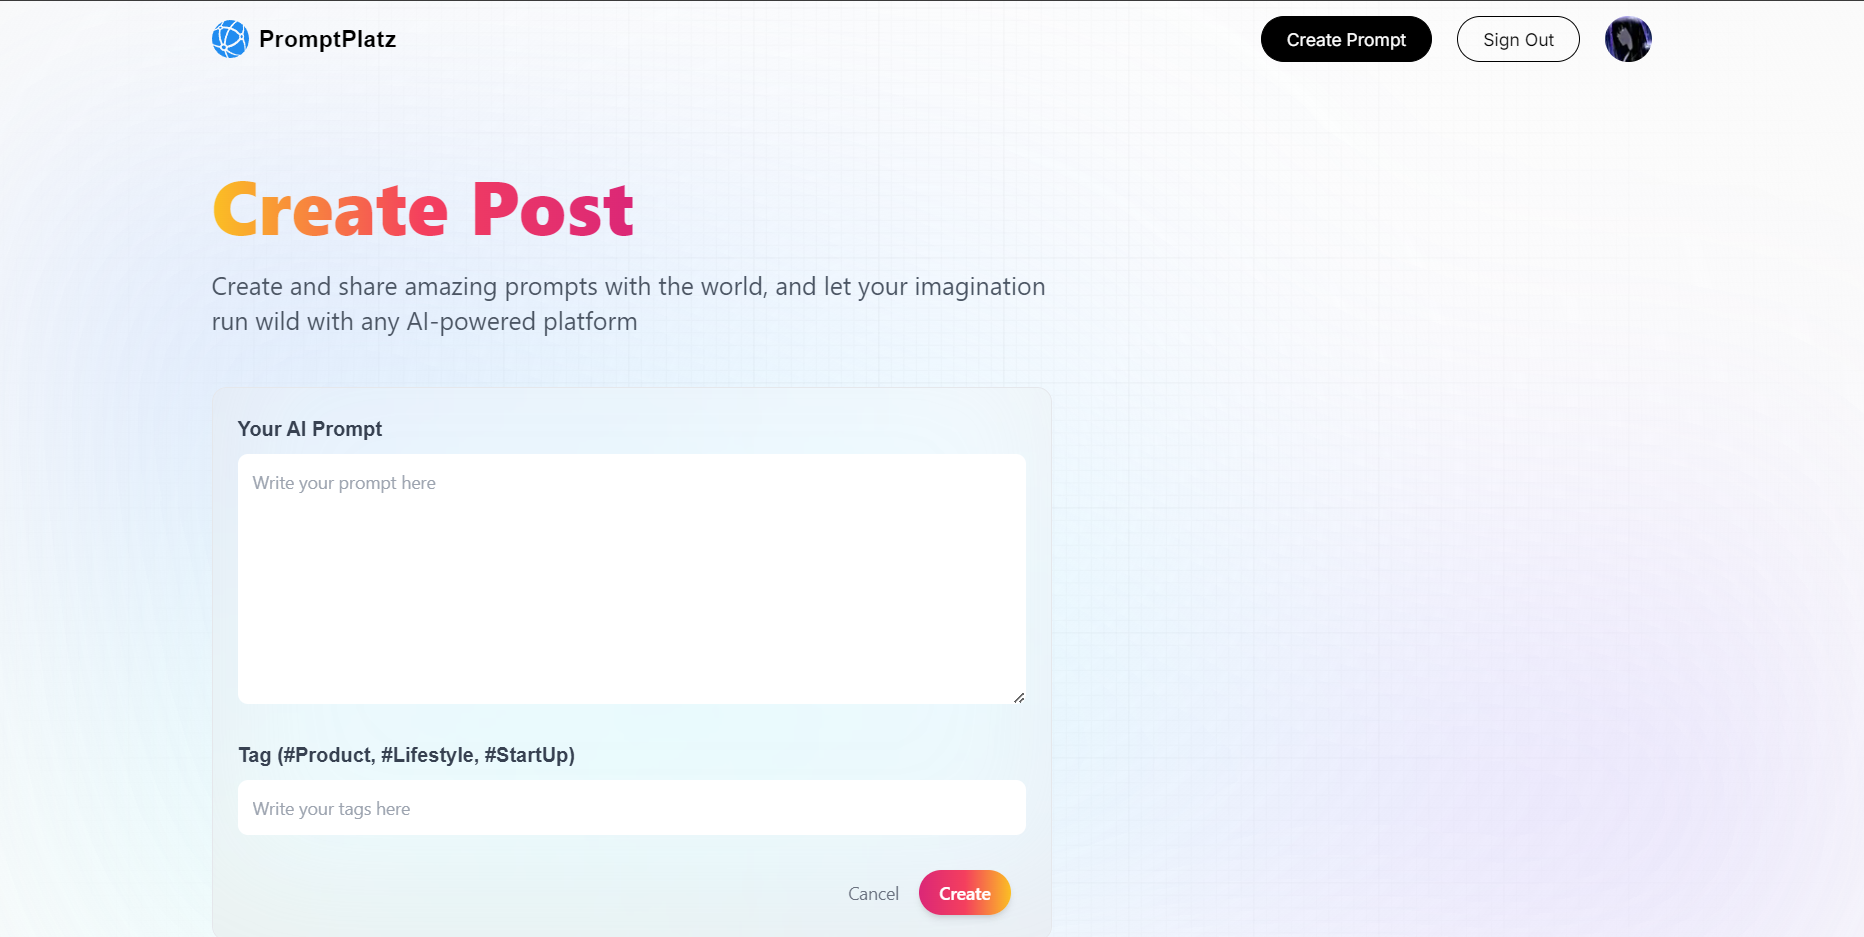 PromptPlatz
Create Prompt
Sign Out
Create Post
Create and share amazing prompts with the world, and let your imagination
run wild with any AI-powered platform
Your AI Prompt
Write your prompt here
Tag (#Product, #Lifestyle, #StartUp)
Write your tags here
Cancel
Create